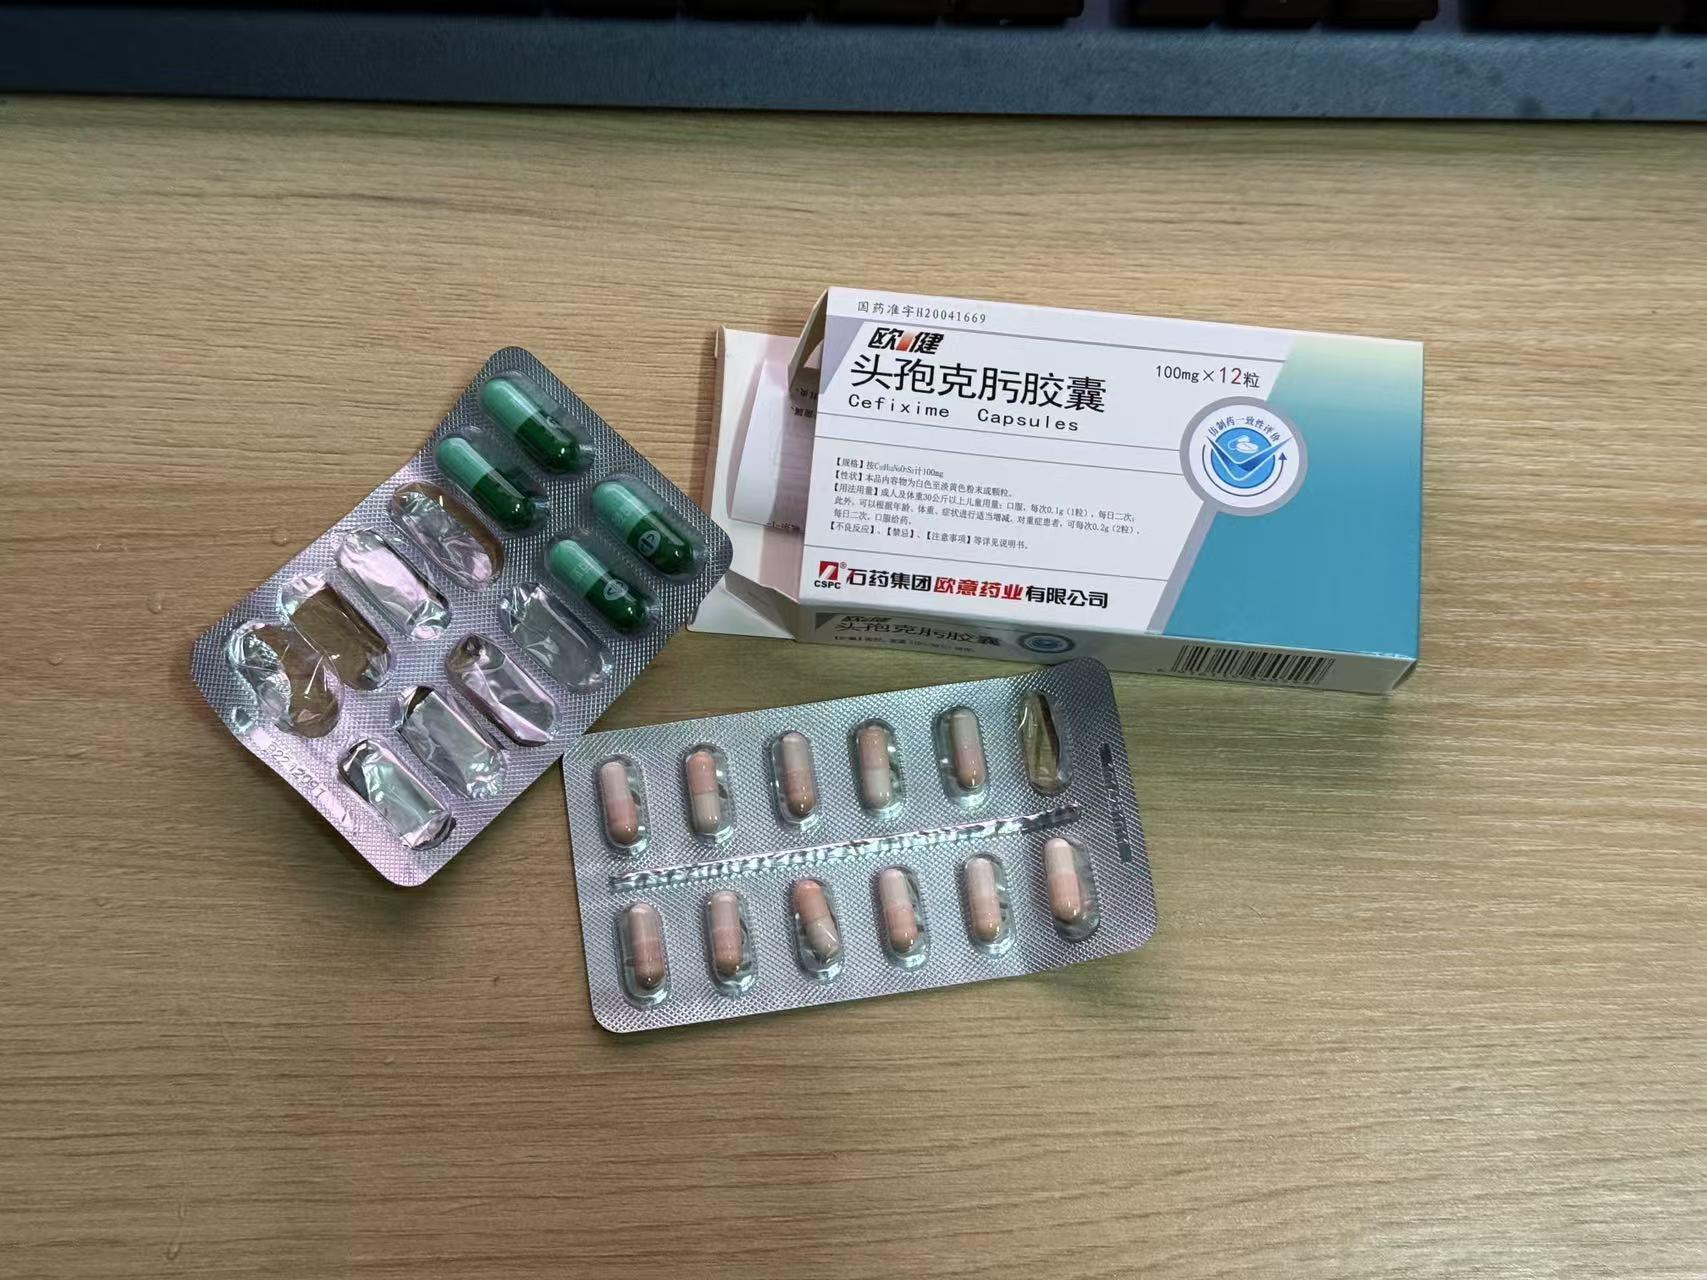 国药准字H20041669
欧健
头孢克肟胶囊
Cefixime Capsules
100mg×12粒
仿制药一致性评价
【规格】按C₁₆H₁₅N₅O₇S₂计100mg
【性状】本品内容物为白色至淡黄色粉末或颗粒。
【用法用量】成人及体重30公斤以上儿童用量：口服，每次0.1g（1粒），每日二次；
此外，可以根据年龄、体重、症状进行适当增减，对重症患者，可每次0.2g（2粒），
每日二次，口服给药。
【不良反应】、【禁忌】、【注意事项】等详见说明书。
CSPC®石药集团欧意药业有限公司
欧健
头孢克肟胶囊